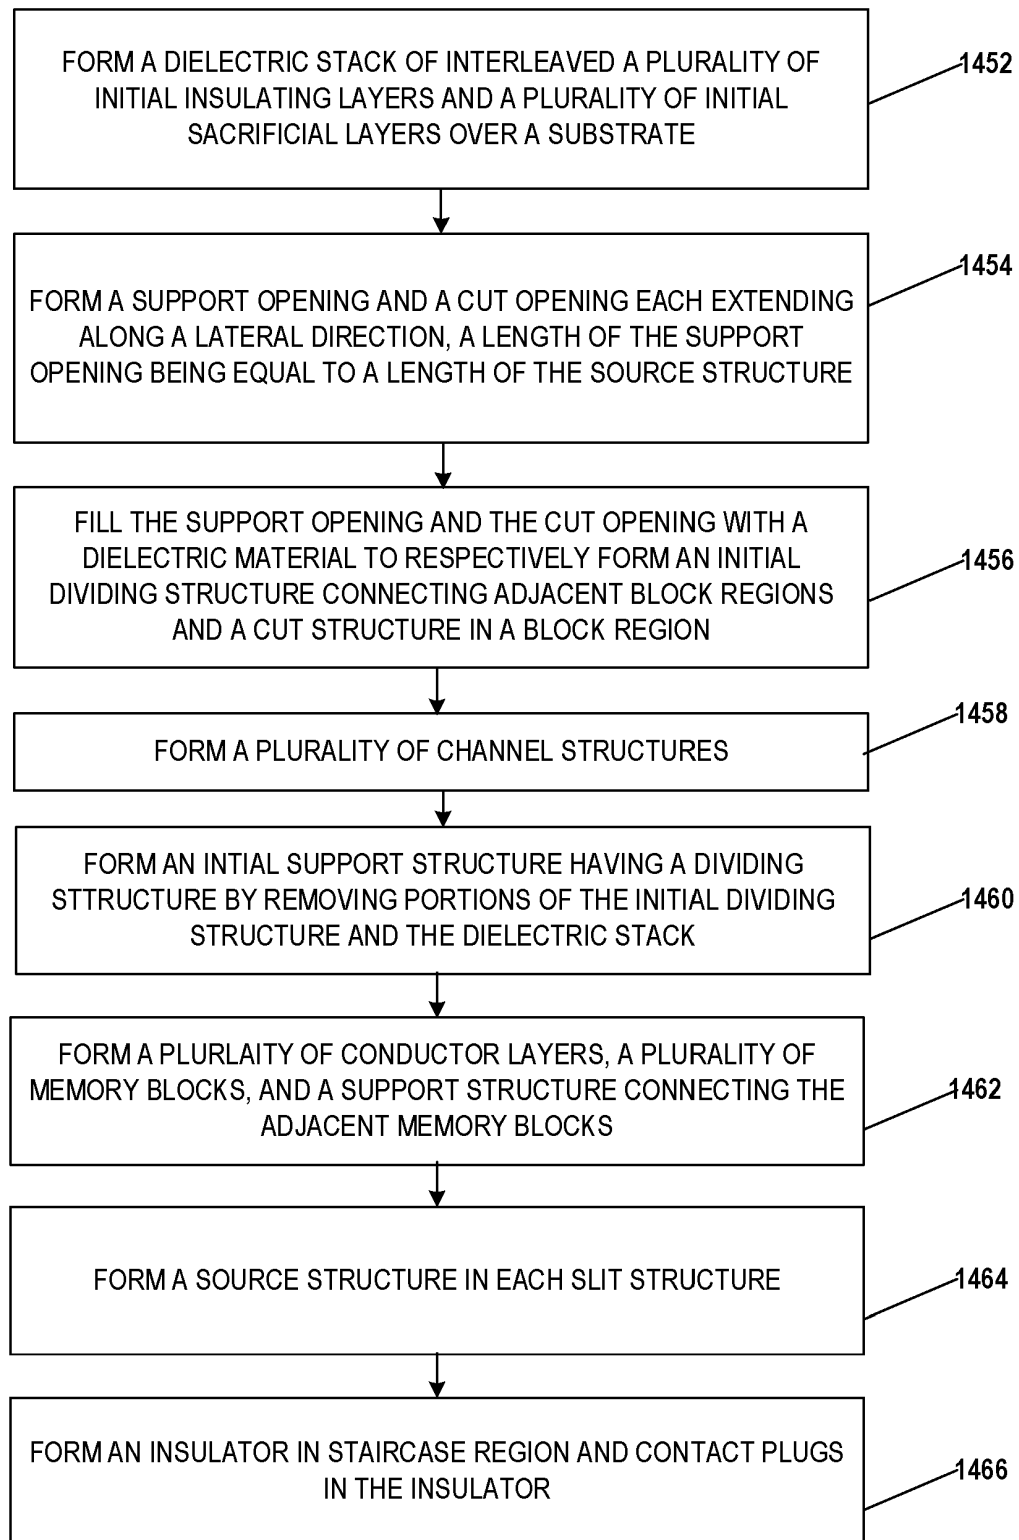 FORM A DIELECTRIC STACK OF INTERLEAVED A PLURALITY OF
INITIAL INSULATING LAYERS AND A PLURALITY OF INITIAL
SACRIFICIAL LAYERS OVER A SUBSTRATE
1452
FORM A SUPPORT OPENING AND A CUT OPENING EACH EXTENDING
ALONG A LATERAL DIRECTION, A LENGTH OF THE SUPPORT
OPENING BEING EQUAL TO A LENGTH OF THE SOURCE STRUCTURE
1454
FILL THE SUPPORT OPENING AND THE CUT OPENING WITH A
DIELECTRIC MATERIAL TO RESPECTIVELY FORM AN INITIAL
DIVIDING STRUCTURE CONNECTING ADJACENT BLOCK REGIONS
AND A CUT STRUCTURE IN A BLOCK REGION
1456
FORM A PLURALITY OF CHANNEL STRUCTURES
1458
FORM AN INTIAL SUPPORT STRUCTURE HAVING A DIVIDING
STTRUCTURE BY REMOVING PORTIONS OF THE INITIAL DIVIDING
STRUCTURE AND THE DIELECTRIC STACK
1460
FORM A PLURLAITY OF CONDUCTOR LAYERS, A PLURALITY OF
MEMORY BLOCKS, AND A SUPPORT STRUCTURE CONNECTING THE
ADJACENT MEMORY BLOCKS
1462
FORM A SOURCE STRUCTURE IN EACH SLIT STRUCTURE
1464
FORM AN INSULATOR IN STAIRCASE REGION AND CONTACT PLUGS
IN THE INSULATOR
1466